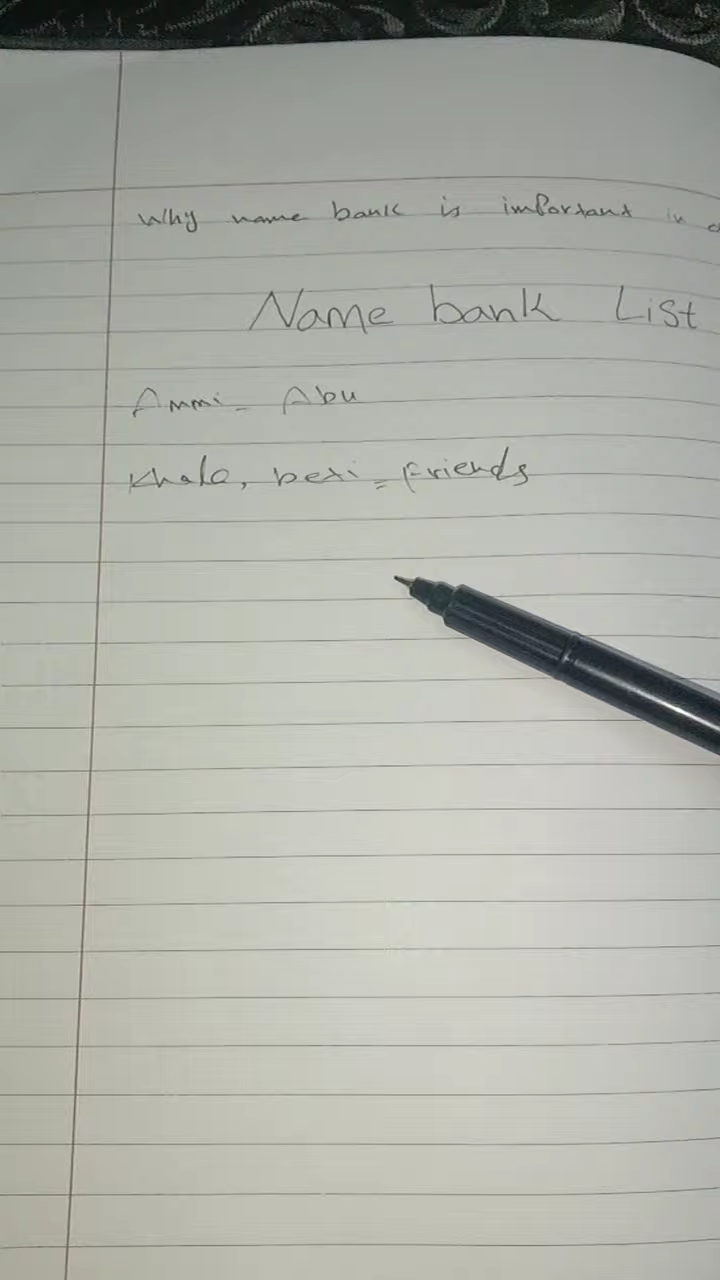 Why name bank is important in
Name bank List
Ammi - Abu
Khala, beti = Friends